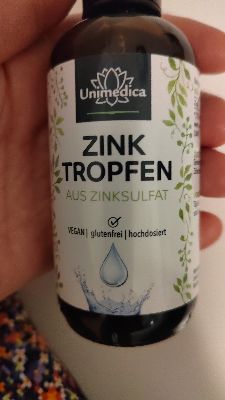 Unimedica
ZINK
TROPFEN
AUS ZINKSULFAT
VEGAN | glutenfrei | hochdosiert